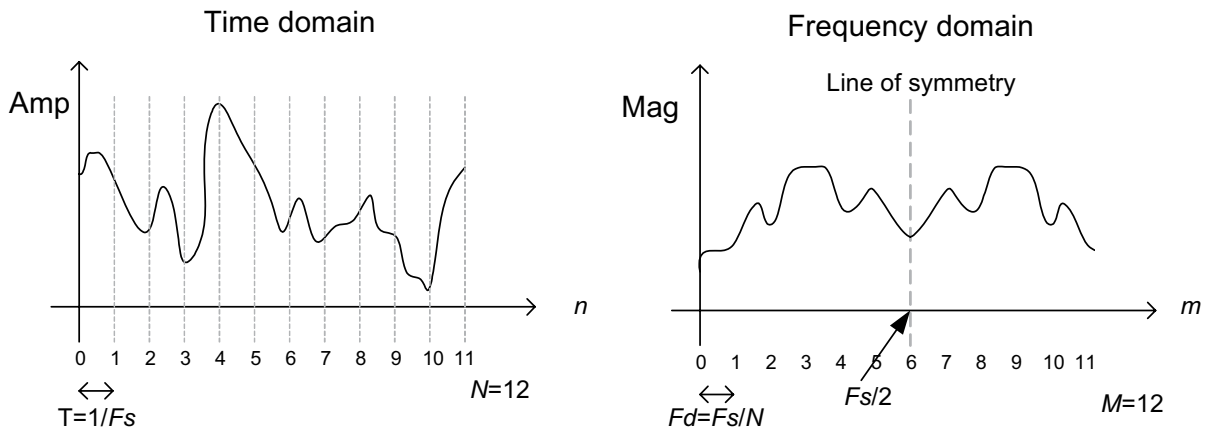 Time domain
Amp
n
0 1 2 3 4 5 6 7 8 9 10 11
T=1/Fs
N=12
Frequency domain
Line of symmetry
Mag
m
0 1 2 3 4 5 6 7 8 9 10 11
Fd=Fs/N
Fs/2
M=12